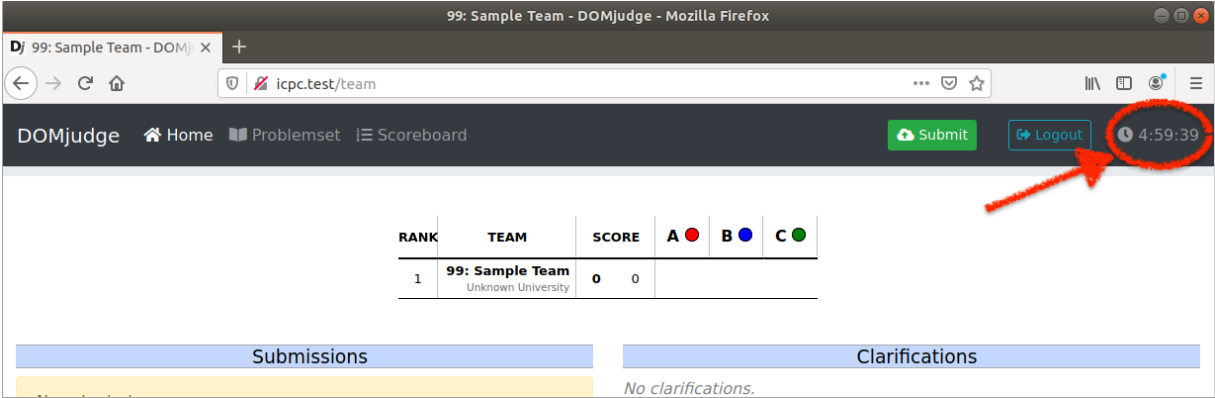 99: Sample Team - DOMjudge - Mozilla Firefox
Dj 99: Sample Team - DOMj
icpc.test/team
DOMjudge Home Problemset Scoreboard Submit Logout 4:59:39
RANK TEAM SCORE A B C
1 99: Sample Team 0 0
Unknown University
Submissions
Clarifications
No clarifications.